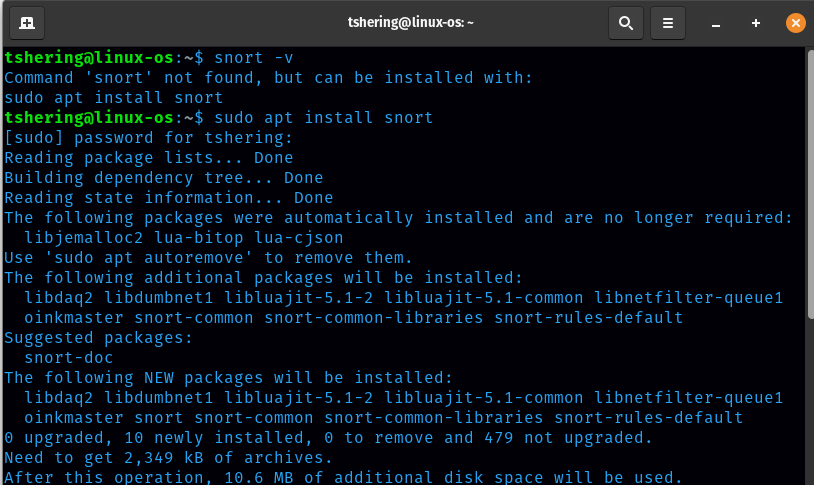 tshering@linux-os: ~
tshering@linux-os:~$ snort -v
Command 'snort' not found, but can be installed with:
sudo apt install snort
tshering@linux-os:~$ sudo apt install snort
[sudo] password for tshering:
Reading package lists... Done
Building dependency tree... Done
Reading state information... Done
The following packages were automatically installed and are no longer required:
  libjemalloc2 lua-bitop lua-cjson
Use 'sudo apt autoremove' to remove them.
The following additional packages will be installed:
  libdaq2 libdumbnet1 libluajit-5.1-2 libluajit-5.1-common libnetfilter-queue1
  oinkmaster snort-common snort-common-libraries snort-rules-default
Suggested packages:
  snort-doc
The following NEW packages will be installed:
  libdaq2 libdumbnet1 libluajit-5.1-2 libluajit-5.1-common libnetfilter-queue1
  oinkmaster snort snort-common snort-common-libraries snort-rules-default
0 upgraded, 10 newly installed, 0 to remove and 479 not upgraded.
Need to get 2,349 kB of archives.
After this operation, 10.6 MB of additional disk space will be used.